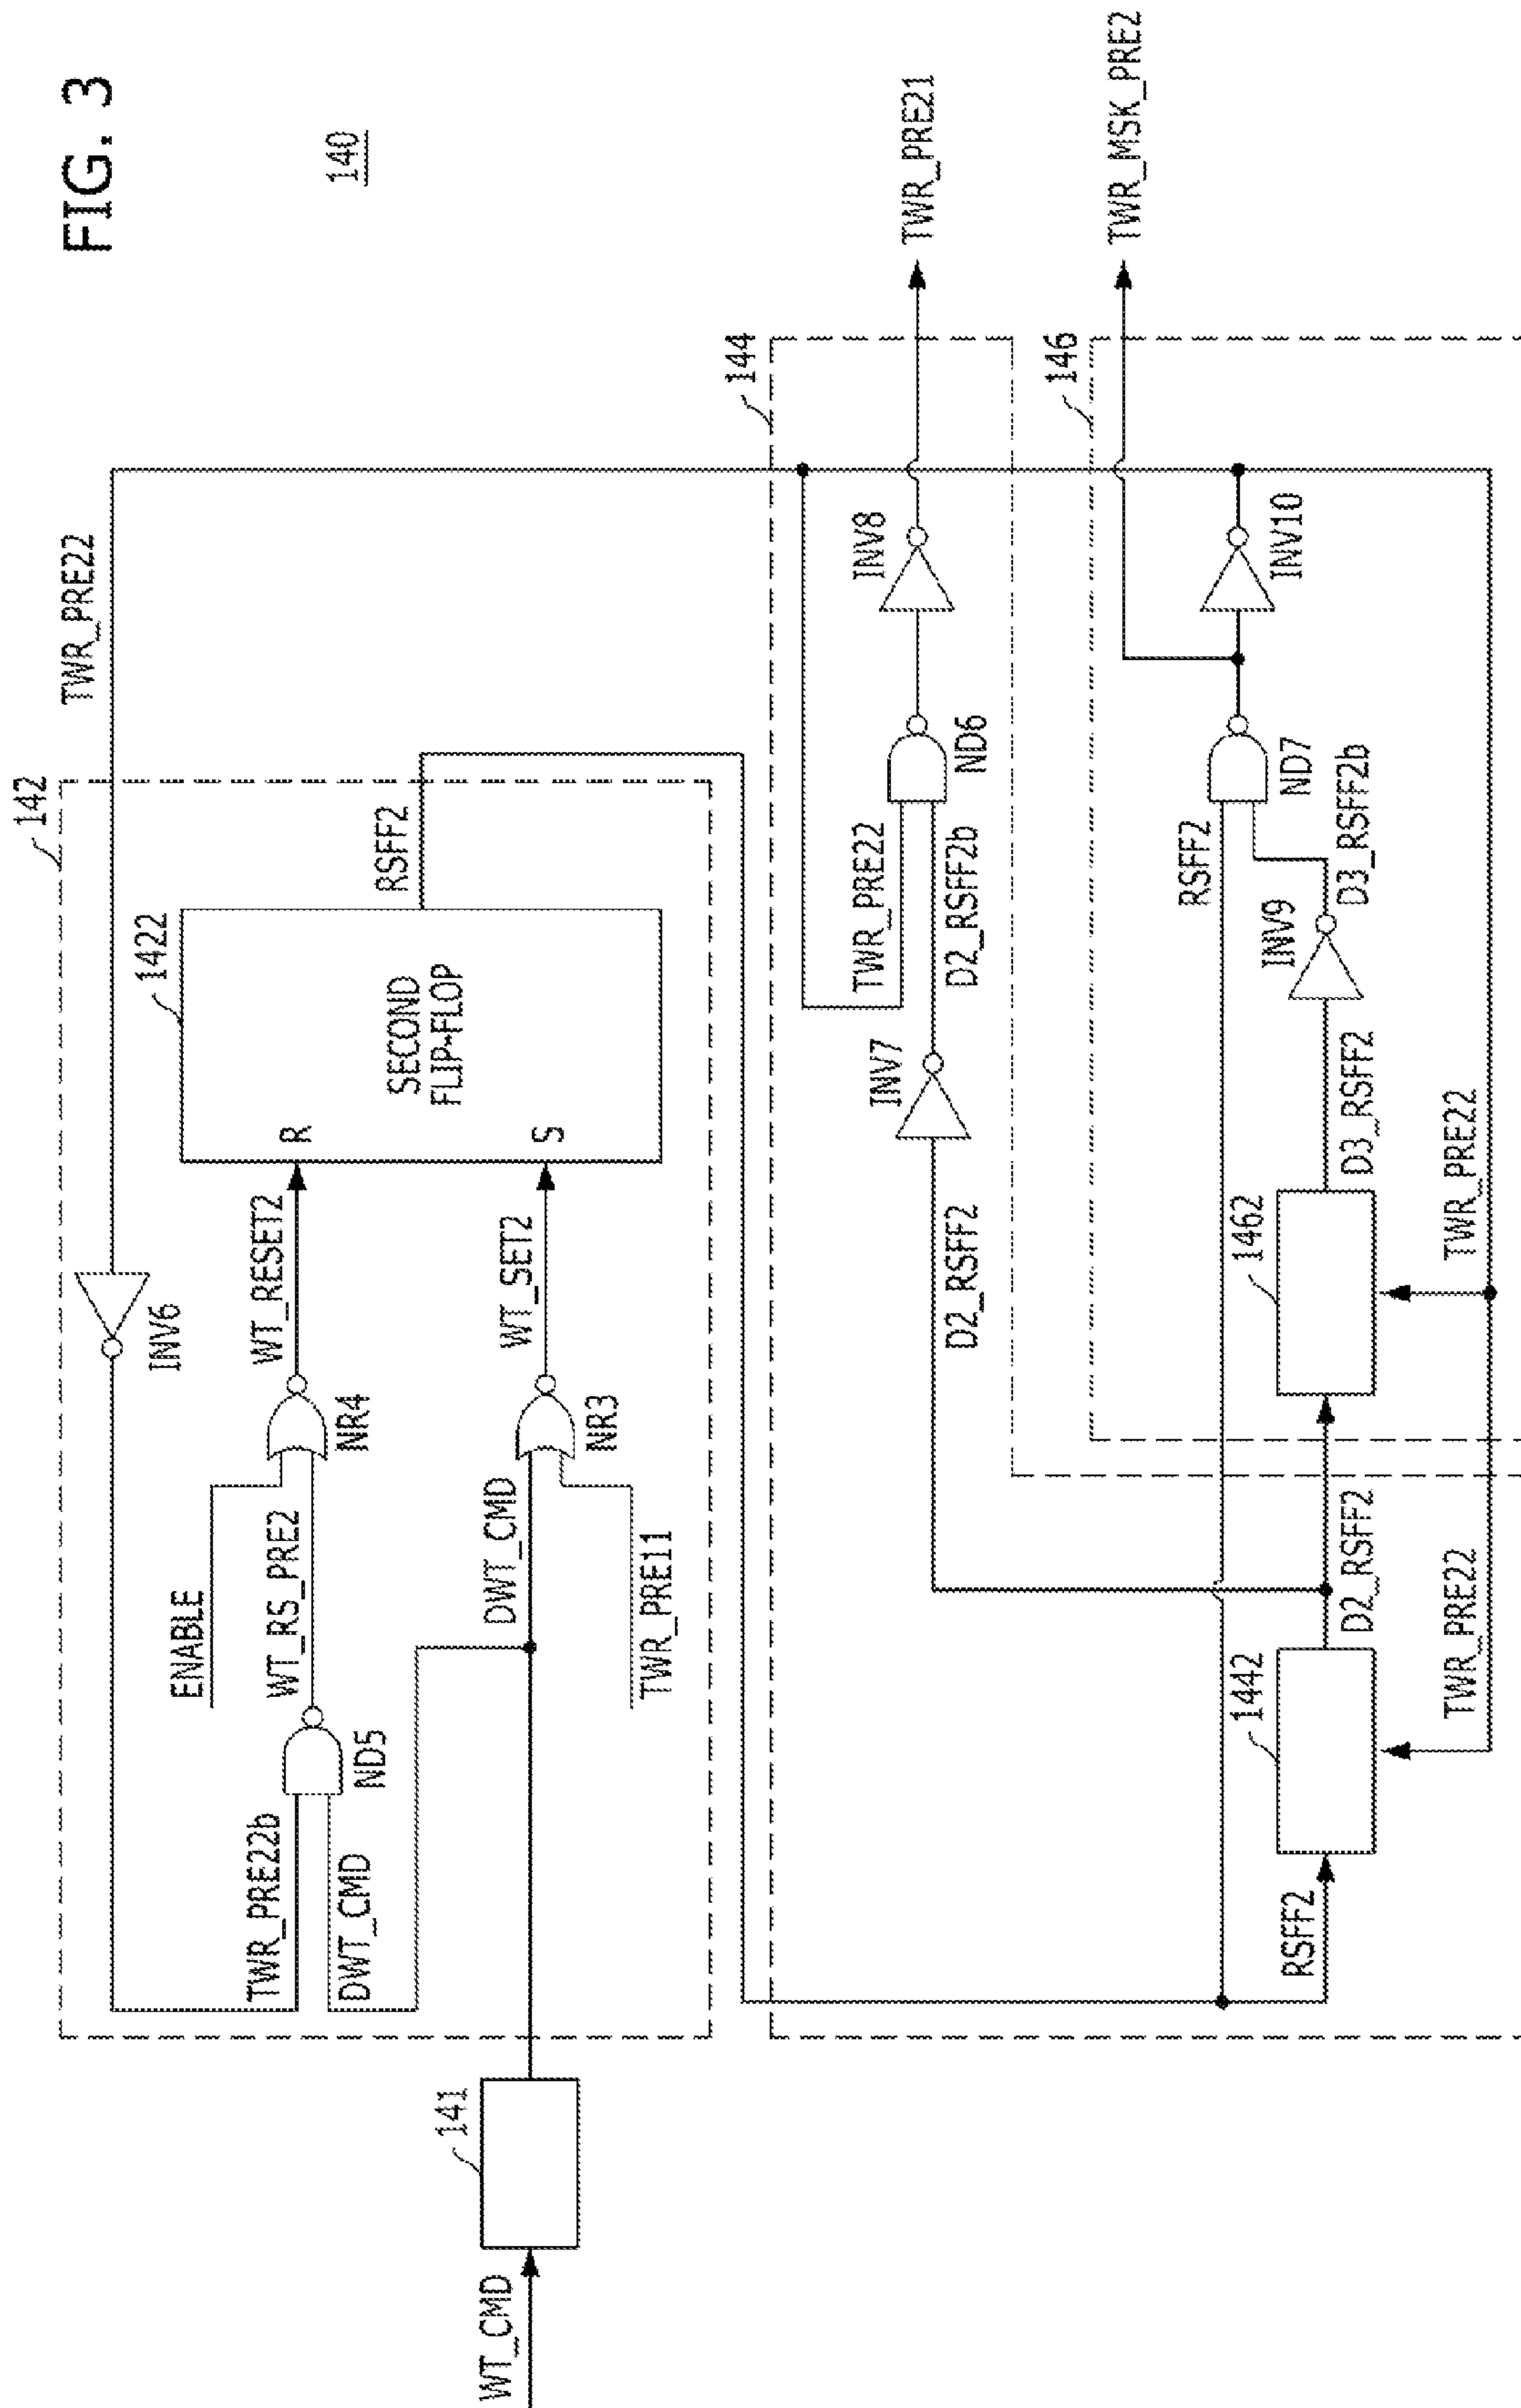 FIG. 3
140
TWR_PRE22
142
INV6
1422
SECOND
FLIP-FLOP
R
S
RSFF2
ENABLE
WT_RESET2
NR4
WT_RS_PRE2
TWR_PRE22b
ND5
DWT_CMD
WT_SET2
DWT_CMD
NR3
TWR_PRE11
141
WT_CMD
144
TWR_PRE21
INV8
TWR_PRE22
ND6
D2_RSFF2b
INV7
D2_RSFF2
146
TWR_MSK_PRE2
INV10
RSFF2
ND7
D3_RSFF2b
INV9
D3_RSFF2
1462
TWR_PRE22
D2_RSFF2
1442
TWR_PRE22
RSFF2